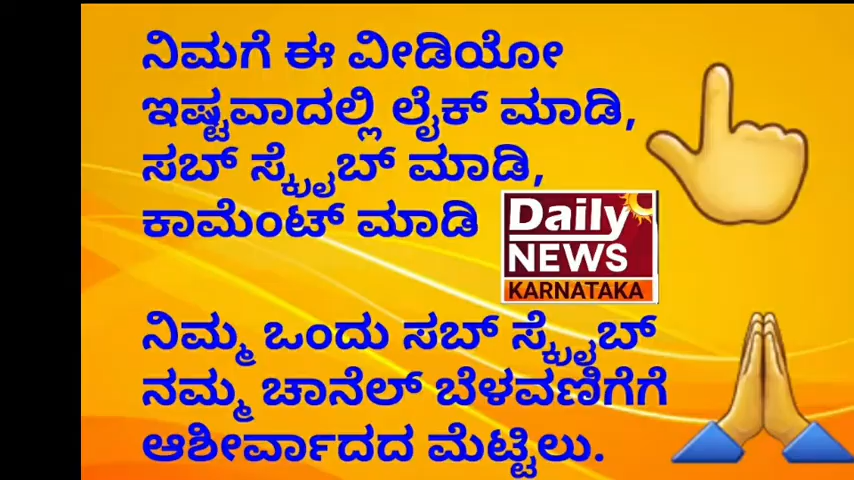 ನಿಮಗೆ ಈ ವೀಡಿಯೋ
ಇಷ್ಟವಾದಲ್ಲಿ ಲೈಕ್ ಮಾಡಿ,
ಸಬ್ ಸ್ಕ್ರೈಬ್ ಮಾಡಿ,
ಕಾಮೆಂಟ್ ಮಾಡಿ
Daily
NEWS
KARNATAKA
ನಿಮ್ಮ ಒಂದು ಸಬ್ ಸ್ಕ್ರೈಬ್
ನಮ್ಮ ಚಾನೆಲ್ ಬೆಳವಣಿಗೆಗೆ
ಆಶೀರ್ವಾದದ ಮೆಟ್ಟಿಲು.